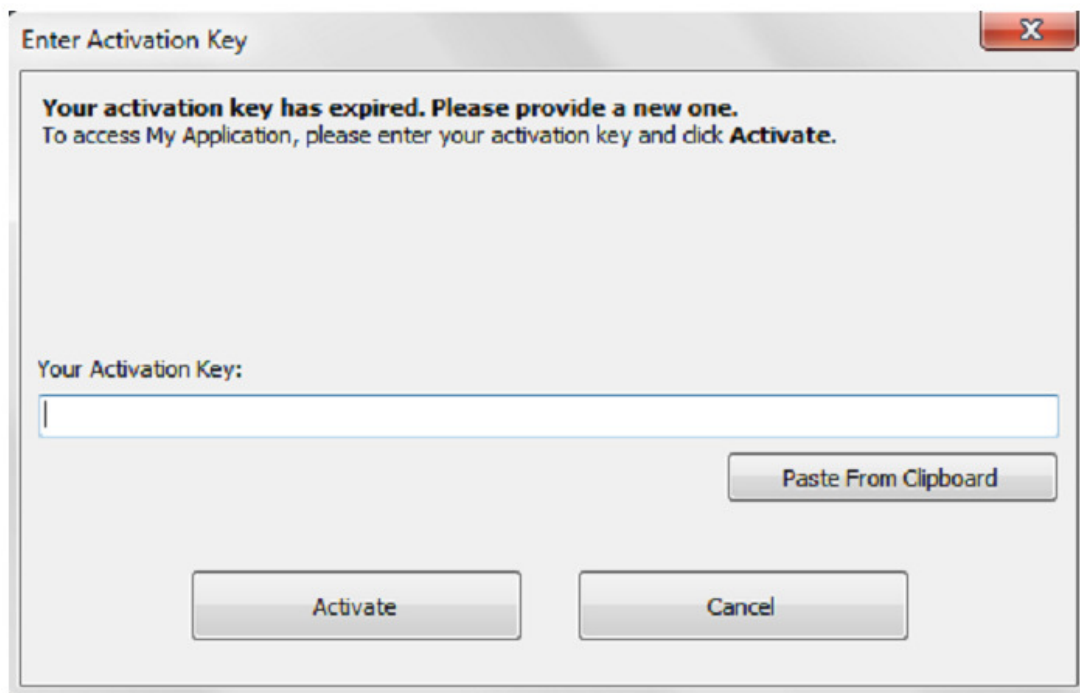 Enter Activation Key
X
Your activation key has expired. Please provide a new one.
To access My Application, please enter your activation key and click Activate.
Your Activation Key:
Paste From Clipboard
Activate
Cancel